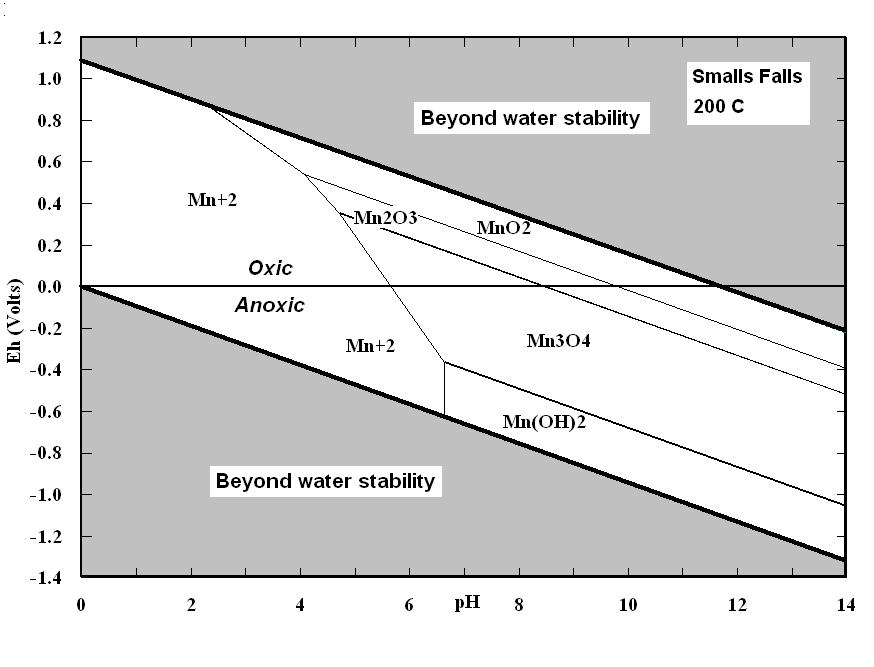 1.2
1.0
0.8
0.6
0.4
0.2
0.0
-0.2
-0.4
-0.6
-0.8
-1.0
-1.2
-1.4
Eh (Volts)
Smalls Falls
200 C
Beyond water stability
Mn+2
Mn2O3
MnO2
Oxic
Anoxic
Mn+2
Mn3O4
Mn(OH)2
Beyond water stability
0 2 4 6 8 10 12 14
pH